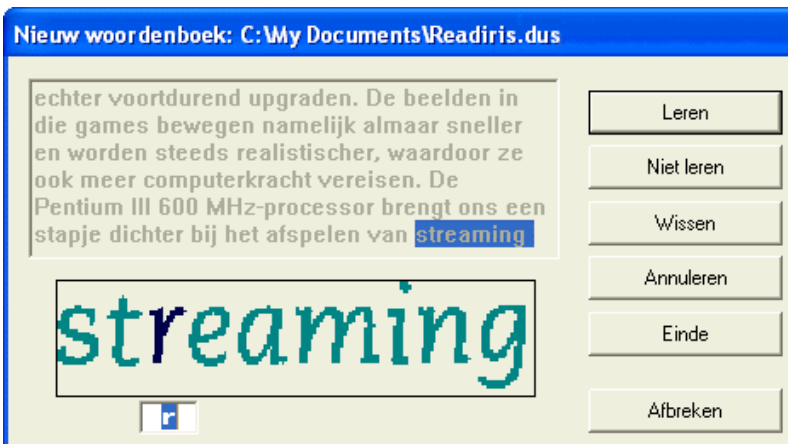 Nieuw woordenboek: C:\My Documents\Readiris.dus
echter voortdurend upgraden. De beelden in
die games bewegen namelijk almaar sneller
en worden steeds realistischer, waardoor ze
ook meer computerkracht vereisen. De
Pentium III 600 MHz-processor brengt ons een
stapje dichter bij het afspelen van streaming
streaming
r
Leren
Niet leren
Wissen
Annuleren
Einde
Afbreken